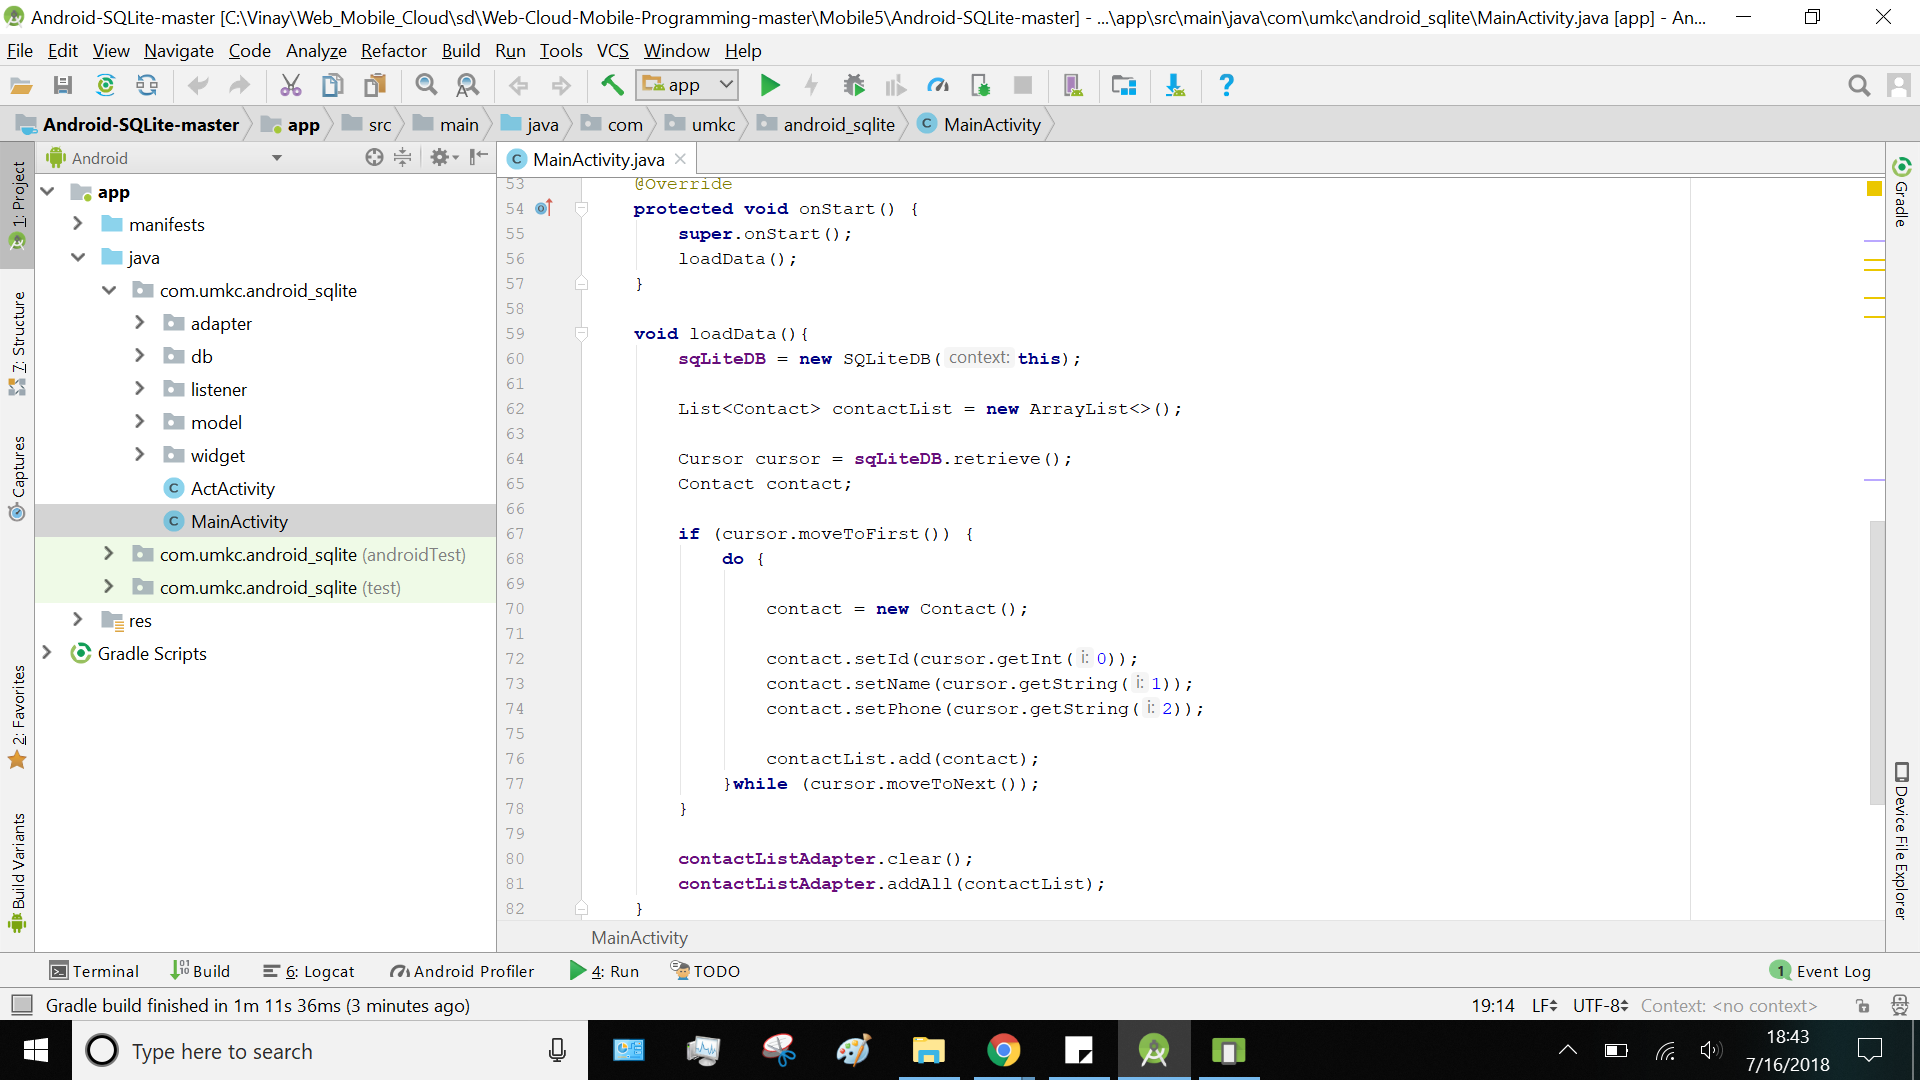 Android-SQLite-master [C:\Vinay\Web_Mobile_Cloud\sd\Web-Cloud-Mobile-Programming-master\Mobile5\Android-SQLite-master] - ...\app\src\main\java\com\umkc\android_sqlite\MainActivity.java [app] - An...
File Edit View Navigate Code Analyze Refactor Build Run Tools VCS Window Help
app
Android-SQLite-master app src main java com umkc android_sqlite MainActivity
Android
MainActivity.java
1: Project
7: Structure
Captures
2: Favorites
Build Variants
app
manifests
java
com.umkc.android_sqlite
adapter
db
listener
model
widget
ActActivity
MainActivity
com.umkc.android_sqlite (androidTest)
com.umkc.android_sqlite (test)
res
Gradle Scripts
53 @Override
54 protected void onStart() {
55 super.onStart();
56 loadData();
57 }
58
59 void loadData(){
60 sqLiteDB = new SQLiteDB( context: this);
61
62 List<Contact> contactList = new ArrayList<>();
63
64 Cursor cursor = sqLiteDB.retrieve();
65 Contact contact;
66
67 if (cursor.moveToFirst()) {
68 do {
69
70 contact = new Contact();
71
72 contact.setId(cursor.getInt( i: 0));
73 contact.setName(cursor.getString( i: 1));
74 contact.setPhone(cursor.getString( i: 2));
75
76 contactList.add(contact);
77 }while (cursor.moveToNext());
78 }
79
80 contactListAdapter.clear();
81 contactListAdapter.addAll(contactList);
82 }
MainActivity
Gradle
Device File Explorer
Terminal Build 6: Logcat Android Profiler 4: Run TODO 1 Event Log
Gradle build finished in 1m 11s 36ms (3 minutes ago) 19:14 LF UTF-8 Context: <no context>
Type here to search
18:43
7/16/2018